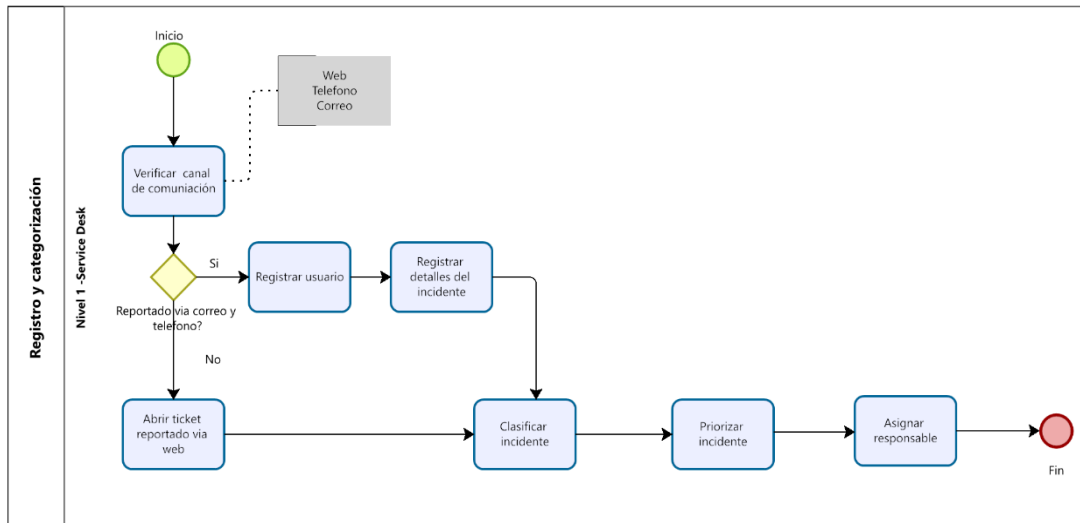 Registro y categorización
Nivel 1 -Service Desk
Inicio
Web
Telefono
Correo
Verificar canal
de comuniación
Si
Registrar usuario
Registrar
detalles del
incidente
Reportado via correo y
telefono?
No
Abrir ticket
reportado via
web
Clasificar
incidente
Priorizar
incidente
Asignar
responsable
Fin